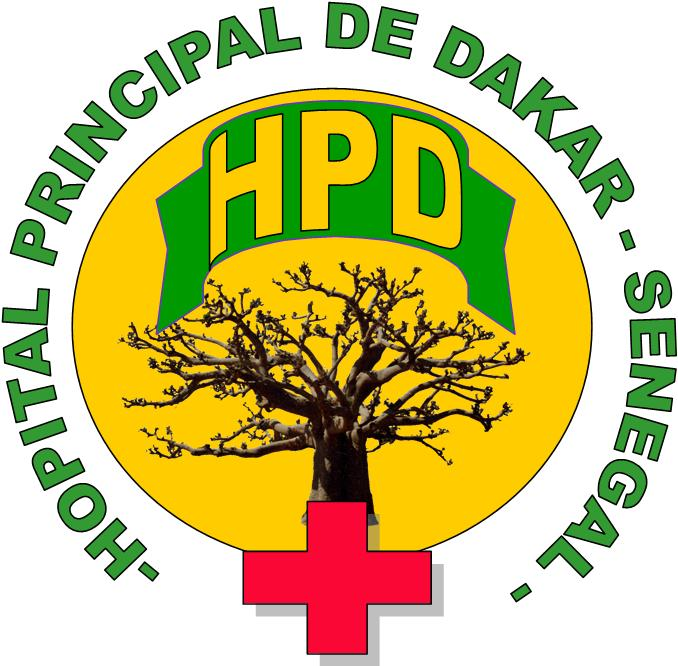 -HOPITAL PRINCIPAL DE DAKAR - SENEGAL -
HPD